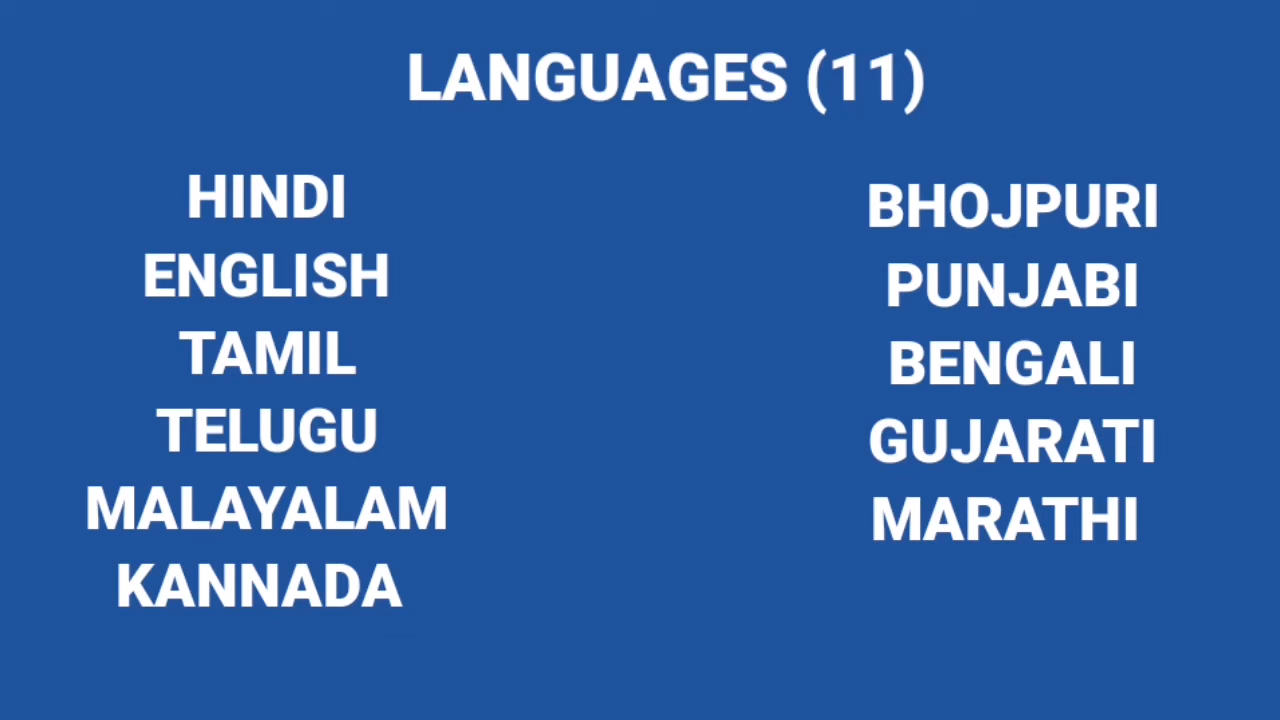 LANGUAGES (11)
HINDI
ENGLISH
TAMIL
TELUGU
MALAYALAM
KANNADA
BHOJPURI
PUNJABI
BENGALI
GUJARATI
MARATHI